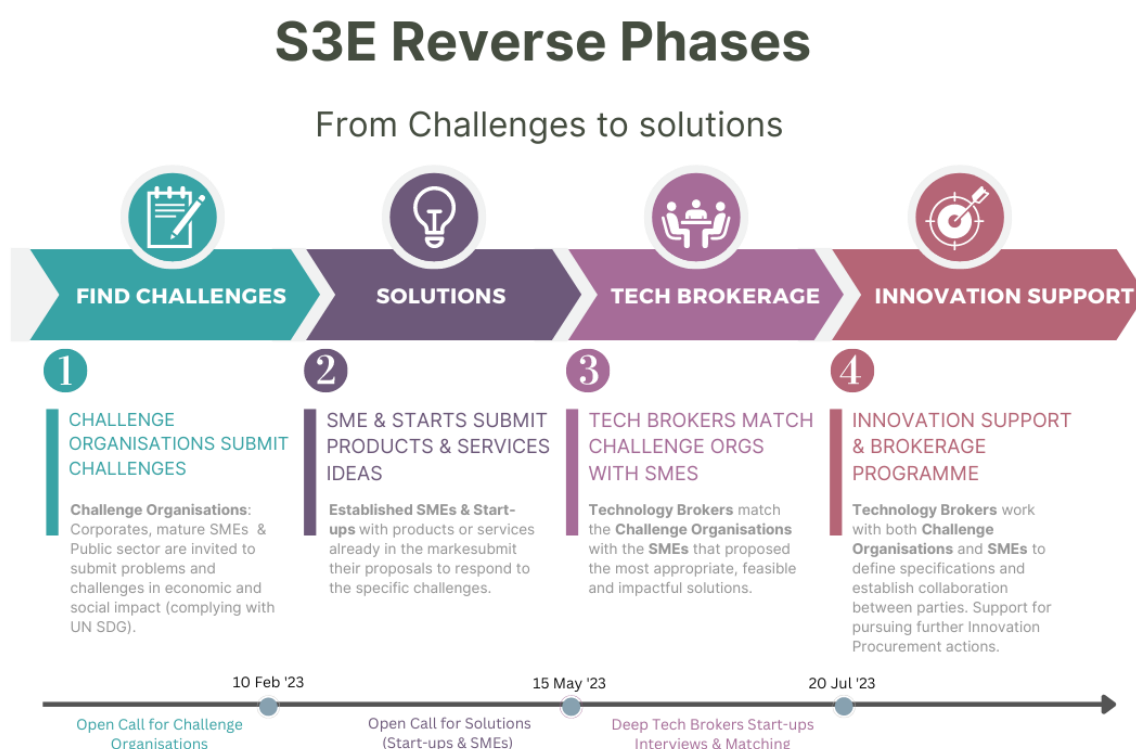 S3E Reverse Phases
From Challenges to solutions
FIND CHALLENGES
SOLUTIONS
TECH BROKERAGE
INNOVATION SUPPORT
1
CHALLENGE
ORGANISATIONS SUBMIT
CHALLENGES
Challenge Organisations:
Corporates, mature SMEs &
Public sector are invited to
submit problems and
challenges in economic and
social impact (complying with
UN SDG).
2
SME & STARTS SUBMIT
PRODUCTS & SERVICES
IDEAS
Established SMEs & Start-
ups with products or services
already in the markesubmit
their proposals to respond to
the specific challenges.
3
TECH BROKERS MATCH
CHALLENGE ORGS
WITH SMES
Technology Brokers match
the Challenge Organisations
with the SMEs that proposed
the most appropriate, feasible
and impactful solutions.
4
INNOVATION SUPPORT
& BROKERAGE
PROGRAMME
Technology Brokers work
with both Challenge
Organisations and SMEs to
define specifications and
establish collaboration
between parties. Support for
pursuing further Innovation
Procurement actions.
10 Feb '23
15 May '23
20 Jul '23
Open Call for Challenge
Organisations
Open Call for Solutions
(Start-ups & SMEs)
Deep Tech Brokers Start-ups
Interviews & Matching